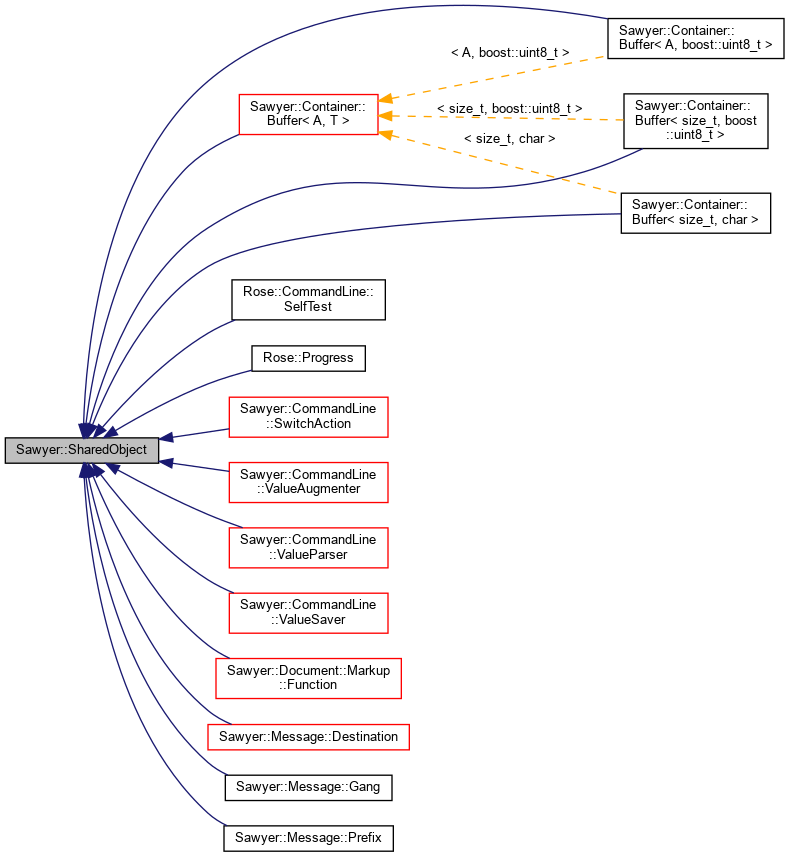 Sawyer::Container::
Buffer< A, boost::uint8_t >
< A, boost::uint8_t >
Sawyer::Container::
Buffer< A, T >
< size_t, boost::uint8_t >
Sawyer::Container::
Buffer< size_t, boost
::uint8_t >
< size_t, char >
Sawyer::Container::
Buffer< size_t, char >
Rose::CommandLine::
SelfTest
Rose::Progress
Sawyer::CommandLine
::SwitchAction
Sawyer::SharedObject
Sawyer::CommandLine
::ValueAugmenter
Sawyer::CommandLine
::ValueParser
Sawyer::CommandLine
::ValueSaver
Sawyer::Document::Markup
::Function
Sawyer::Message::Destination
Sawyer::Message::Gang
Sawyer::Message::Prefix